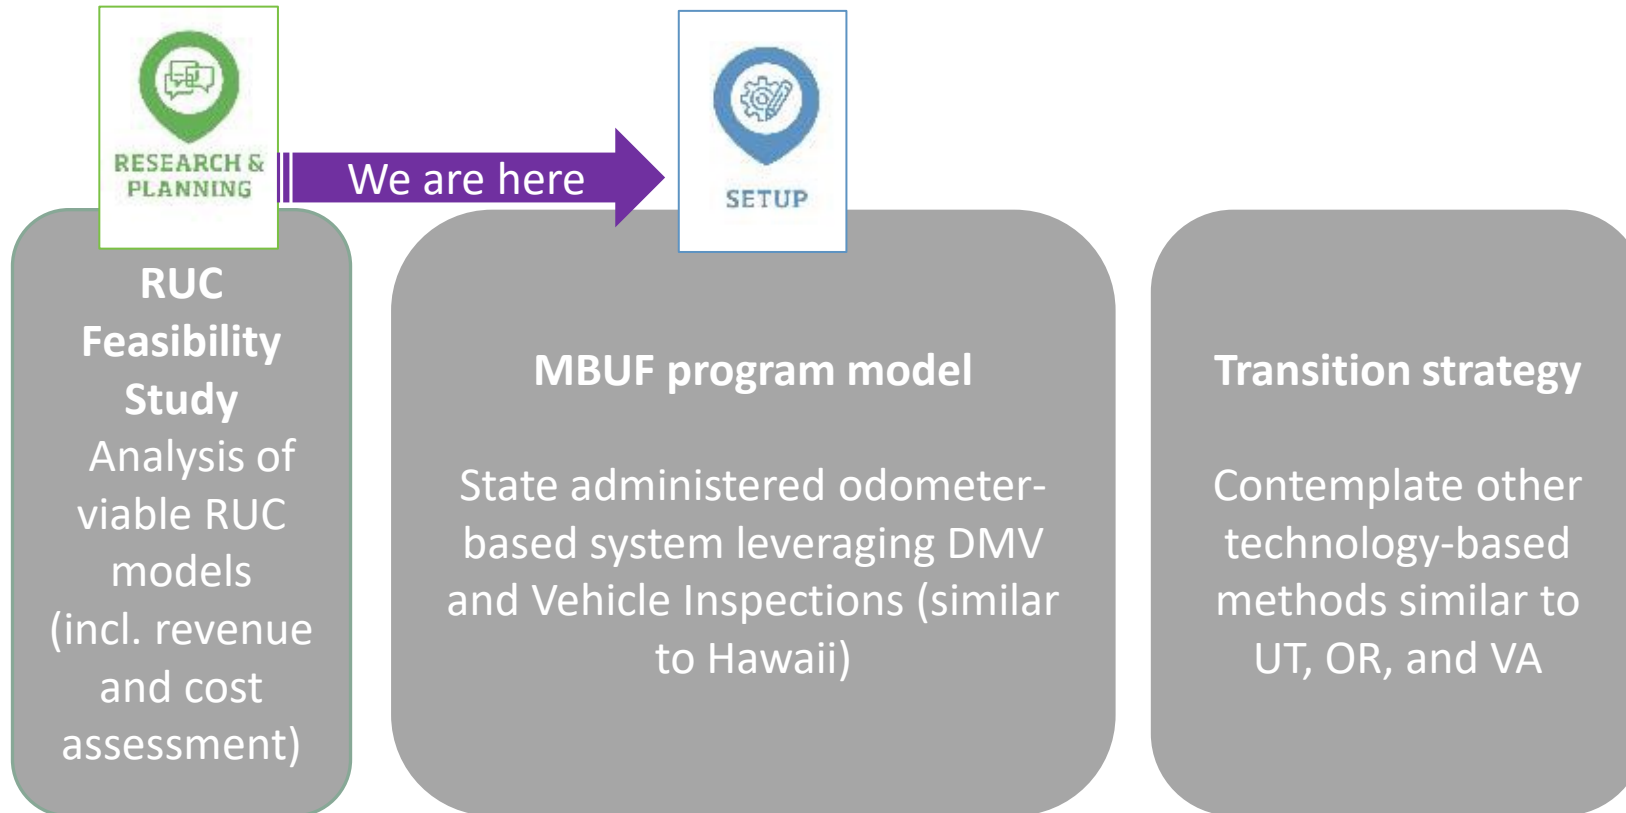 RESEARCH &
PLANNING
We are here
SETUP
RUC
Feasibility
Study
Analysis of
viable RUC
models
(incl. revenue
and cost
assessment)
MBUF program model
State administered odometer-
based system leveraging DMV
and Vehicle Inspections (similar
to Hawaii)
Transition strategy
Contemplate other
technology-based
methods similar to
UT, OR, and VA